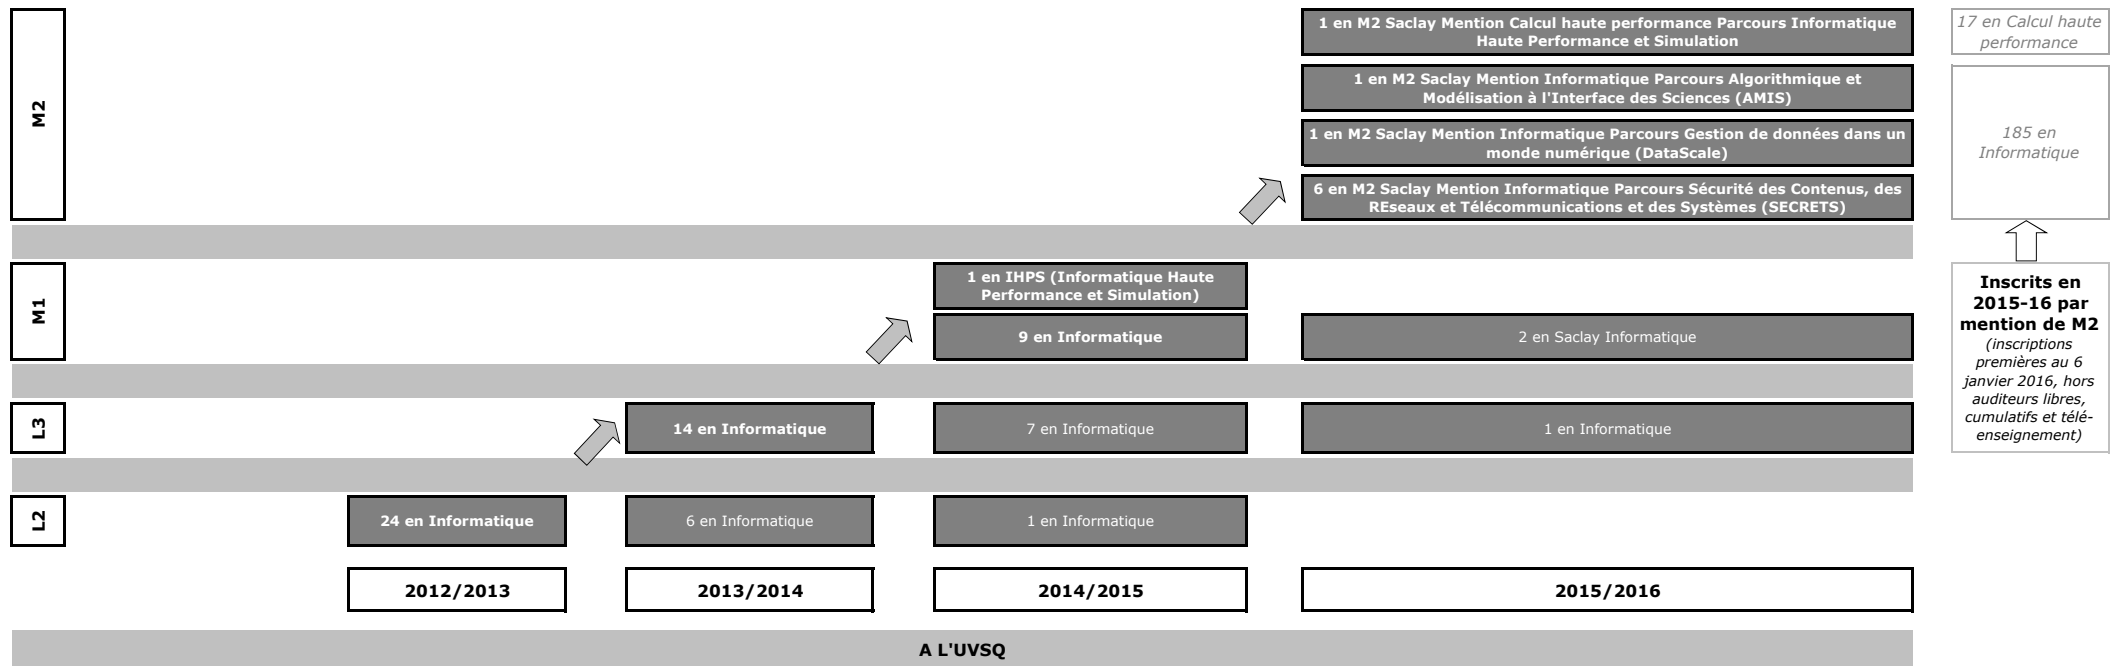 M2
1 en M2 Saclay Mention Calcul haute performance Parcours Informatique
Haute Performance et Simulation
17 en Calcul haute
performance
1 en M2 Saclay Mention Informatique Parcours Algorithmique et
Modélisation à l'Interface des Sciences (AMIS)
1 en M2 Saclay Mention Informatique Parcours Gestion de données dans un
monde numérique (DataScale)
6 en M2 Saclay Mention Informatique Parcours Sécurité des Contenus, des
REseaux et Télécommunications et des Systèmes (SECRETS)
185 en
Informatique
M1
1 en IHPS (Informatique Haute
Performance et Simulation)
9 en Informatique
2 en Saclay Informatique
Inscrits en
2015-16 par
mention de M2
(inscriptions
premières au 6
janvier 2016, hors
auditeurs libres,
cumulatifs et télé-
enseignement)
L3
14 en Informatique
7 en Informatique
1 en Informatique
L2
24 en Informatique
6 en Informatique
1 en Informatique
2012/2013
2013/2014
2014/2015
2015/2016
A L'UVSQ